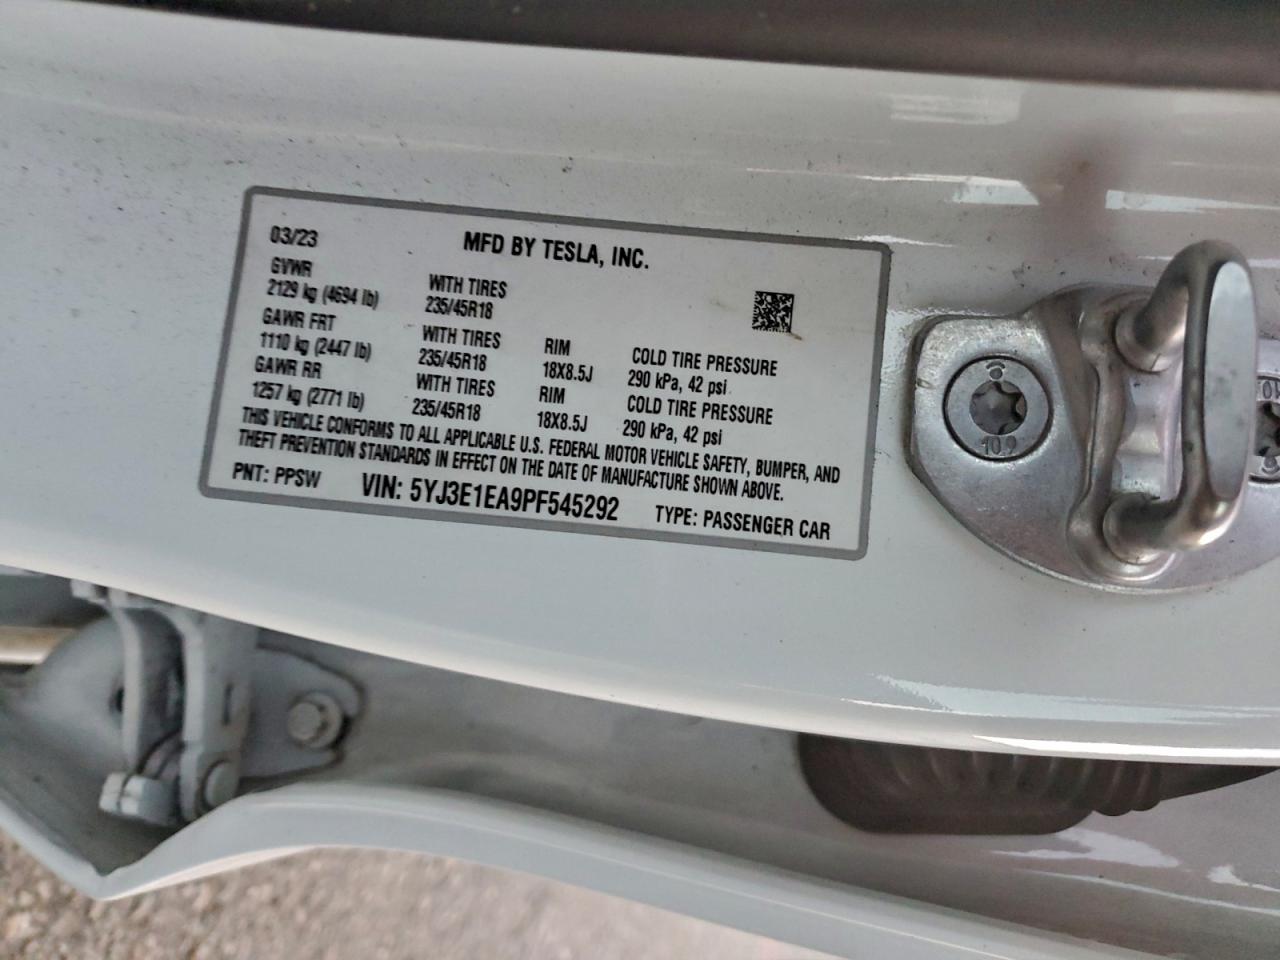 03/23 MFD BY TESLA, INC.
GVWR WITH TIRES
2129 kg (4694 lb) 235/45R18
GAWR FRT WITH TIRES RIM COLD TIRE PRESSURE
1110 kg (2447 lb) 235/45R18 18X8.5J 290 kPa, 42 psi
GAWR RR WITH TIRES RIM COLD TIRE PRESSURE
1257 kg (2771 lb) 235/45R18 18X8.5J 290 kPa, 42 psi
THIS VEHICLE CONFORMS TO ALL APPLICABLE U.S. FEDERAL MOTOR VEHICLE SAFETY, BUMPER, AND
THEFT PREVENTION STANDARDS IN EFFECT ON THE DATE OF MANUFACTURE SHOWN ABOVE.
PNT: PPSW VIN: 5YJ3E1EA9PF545292 TYPE: PASSENGER CAR
10.9